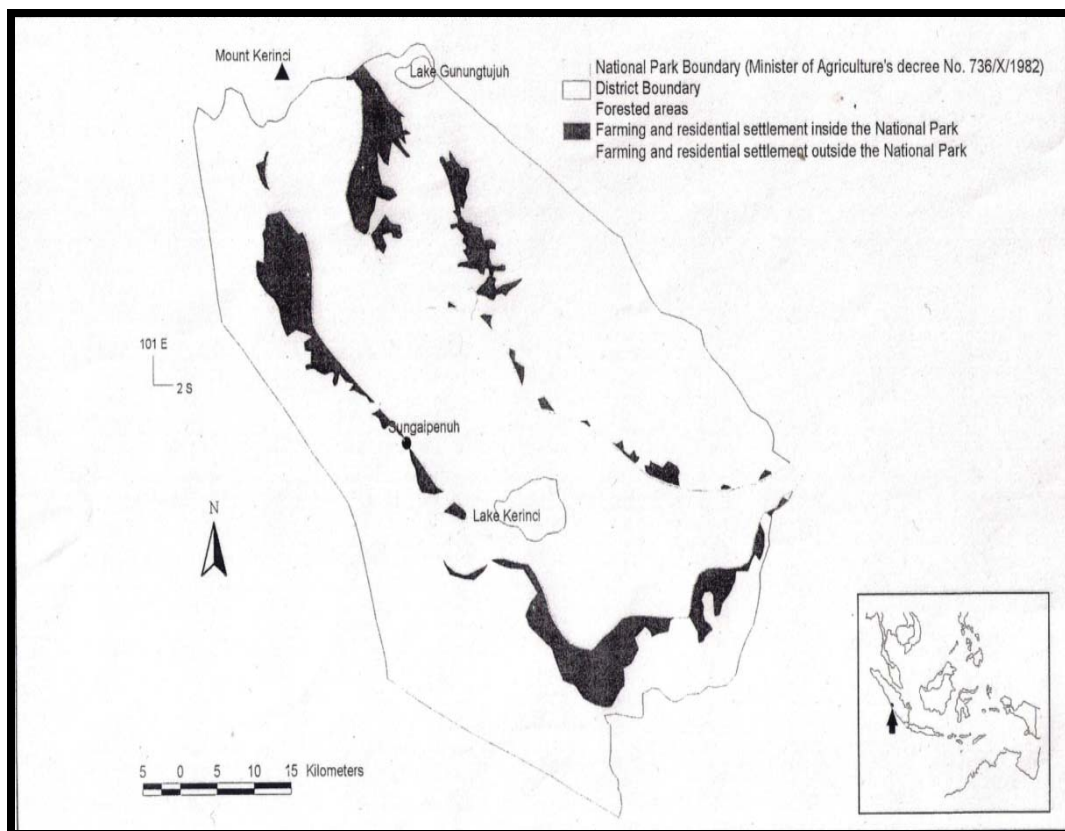 Mount Kerinci
Lake Gunungtujuh
National Park Boundary (Minister of Agriculture's decree No. 736/X/1982)
District Boundary
Forested areas
Farming and residential settlement inside the National Park
Farming and residential settlement outside the National Park
101 E
2 S
Sungaipenuh
Lake Kerinci
N
5 0 5 10 15 Kilometers